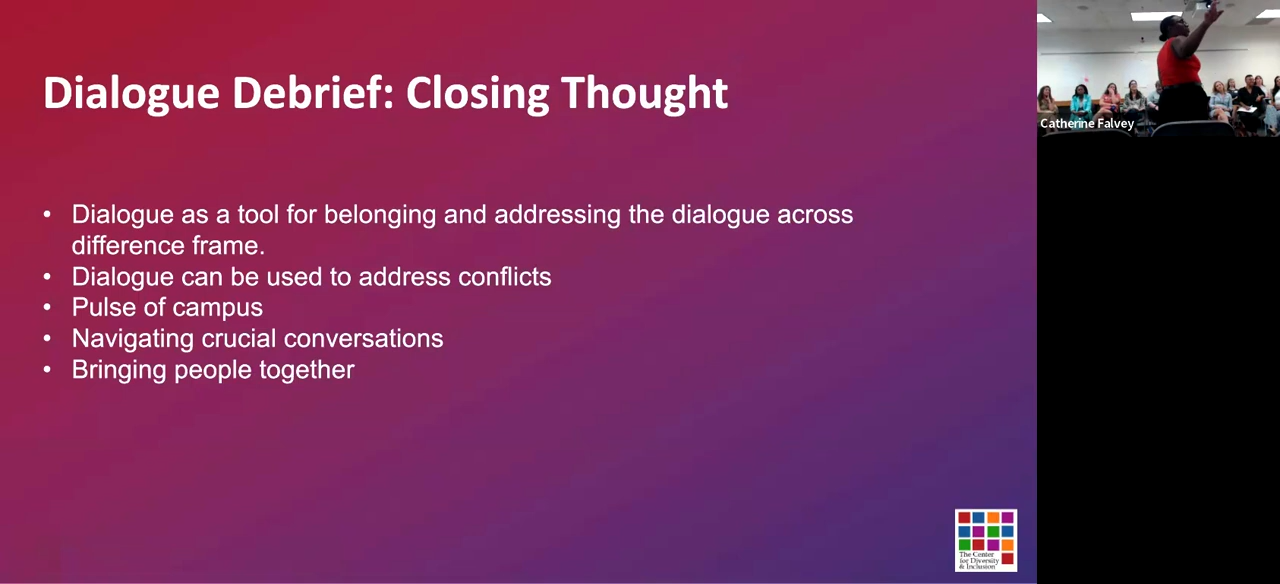 Dialogue Debrief: Closing Thought
• Dialogue as a tool for belonging and addressing the dialogue across
difference frame.
• Dialogue can be used to address conflicts
• Pulse of campus
• Navigating crucial conversations
• Bringing people together
Catherine Falvey
The Center
for Diversity
& Inclusion